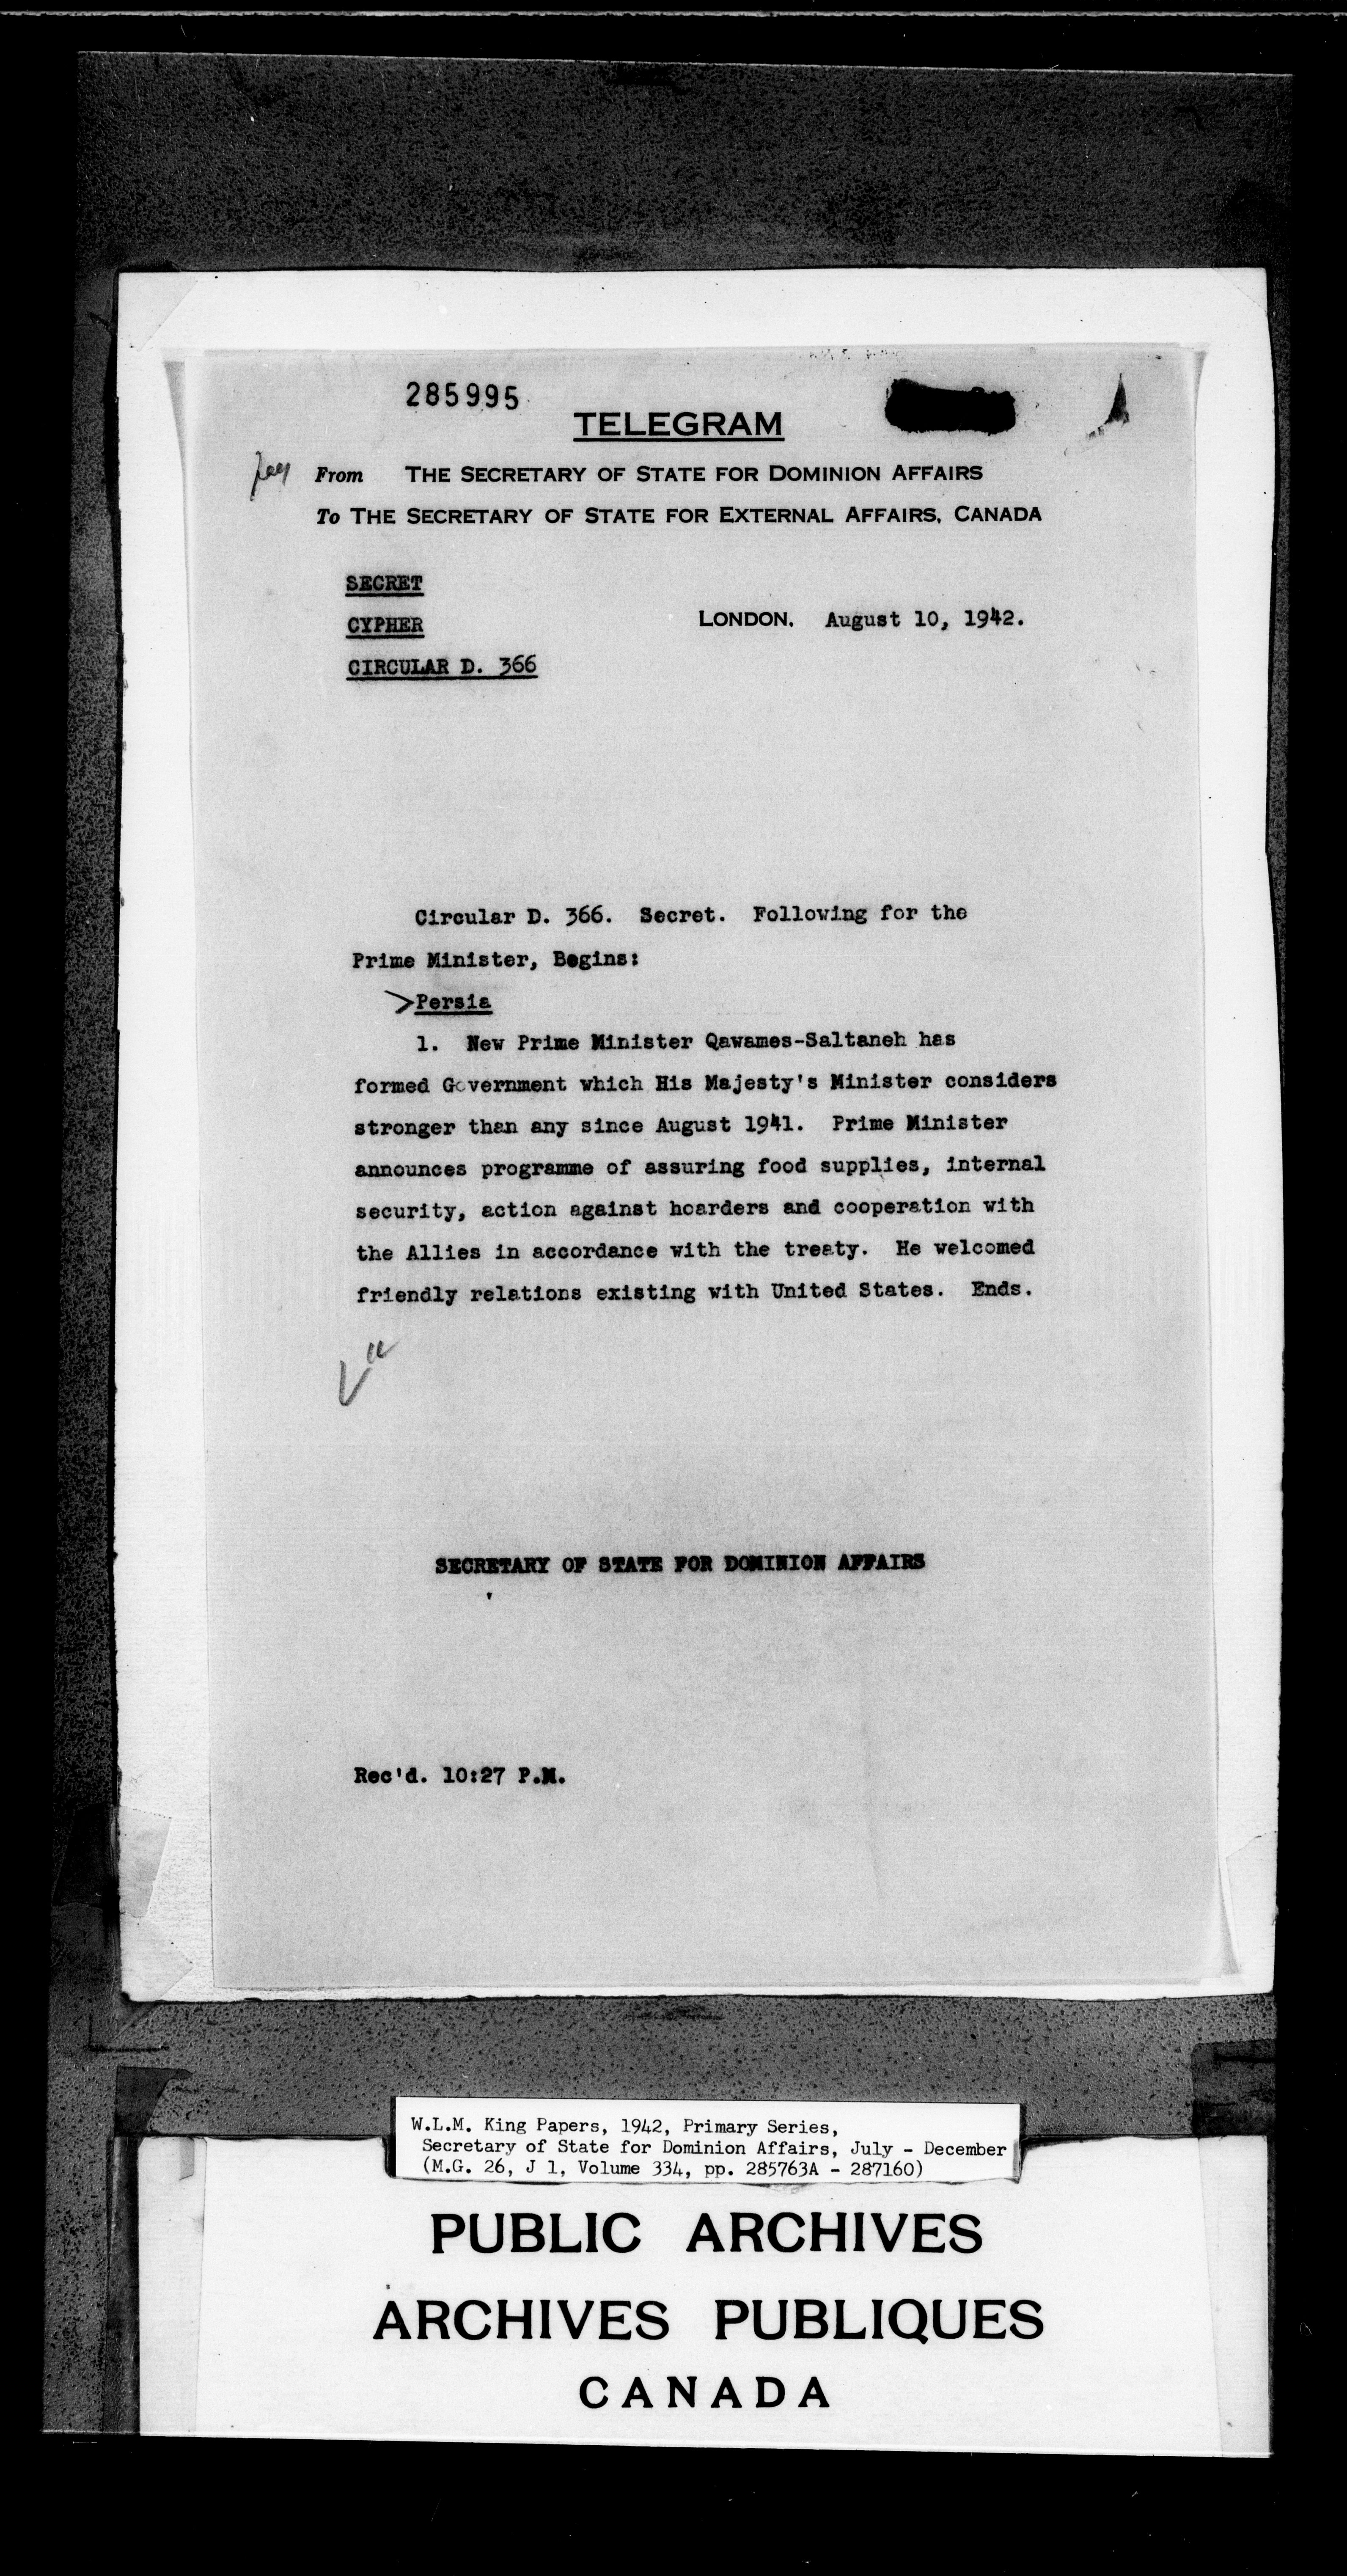 285995
TELEGRAM
From THE SECRETARY OF STATE FOR DOMINION AFFAIRS
To THE SECRETARY OF STATE FOR EXTERNAL AFFAIRS, CANADA
SECRET
CYPHER
LONDON, August 10, 1942.
CIRCULAR D. 366
Circular D. 366. Secret. Following for the
Prime Minister, Begins:
Persia
1. New Prime Minister Qawames-Saltaneh has
formed Government which His Majesty's Minister considers
stronger than any since August 1941. Prime Minister
announces programme of assuring food supplies, internal
security, action against hoarders and cooperation with
the Allies in accordance with the treaty. He welcomed
friendly relations existing with United States. Ends.
SECRETARY OF STATE FOR DOMINION AFFAIRS
Rec'd. 10:27 P.M.
W.L.M. King Papers, 1942, Primary Series,
Secretary of State for Dominion Affairs, July - December
(M.G. 26, J 1, Volume 334, pp. 285763A - 287160)
PUBLIC ARCHIVES
ARCHIVES PUBLIQUES
CANADA